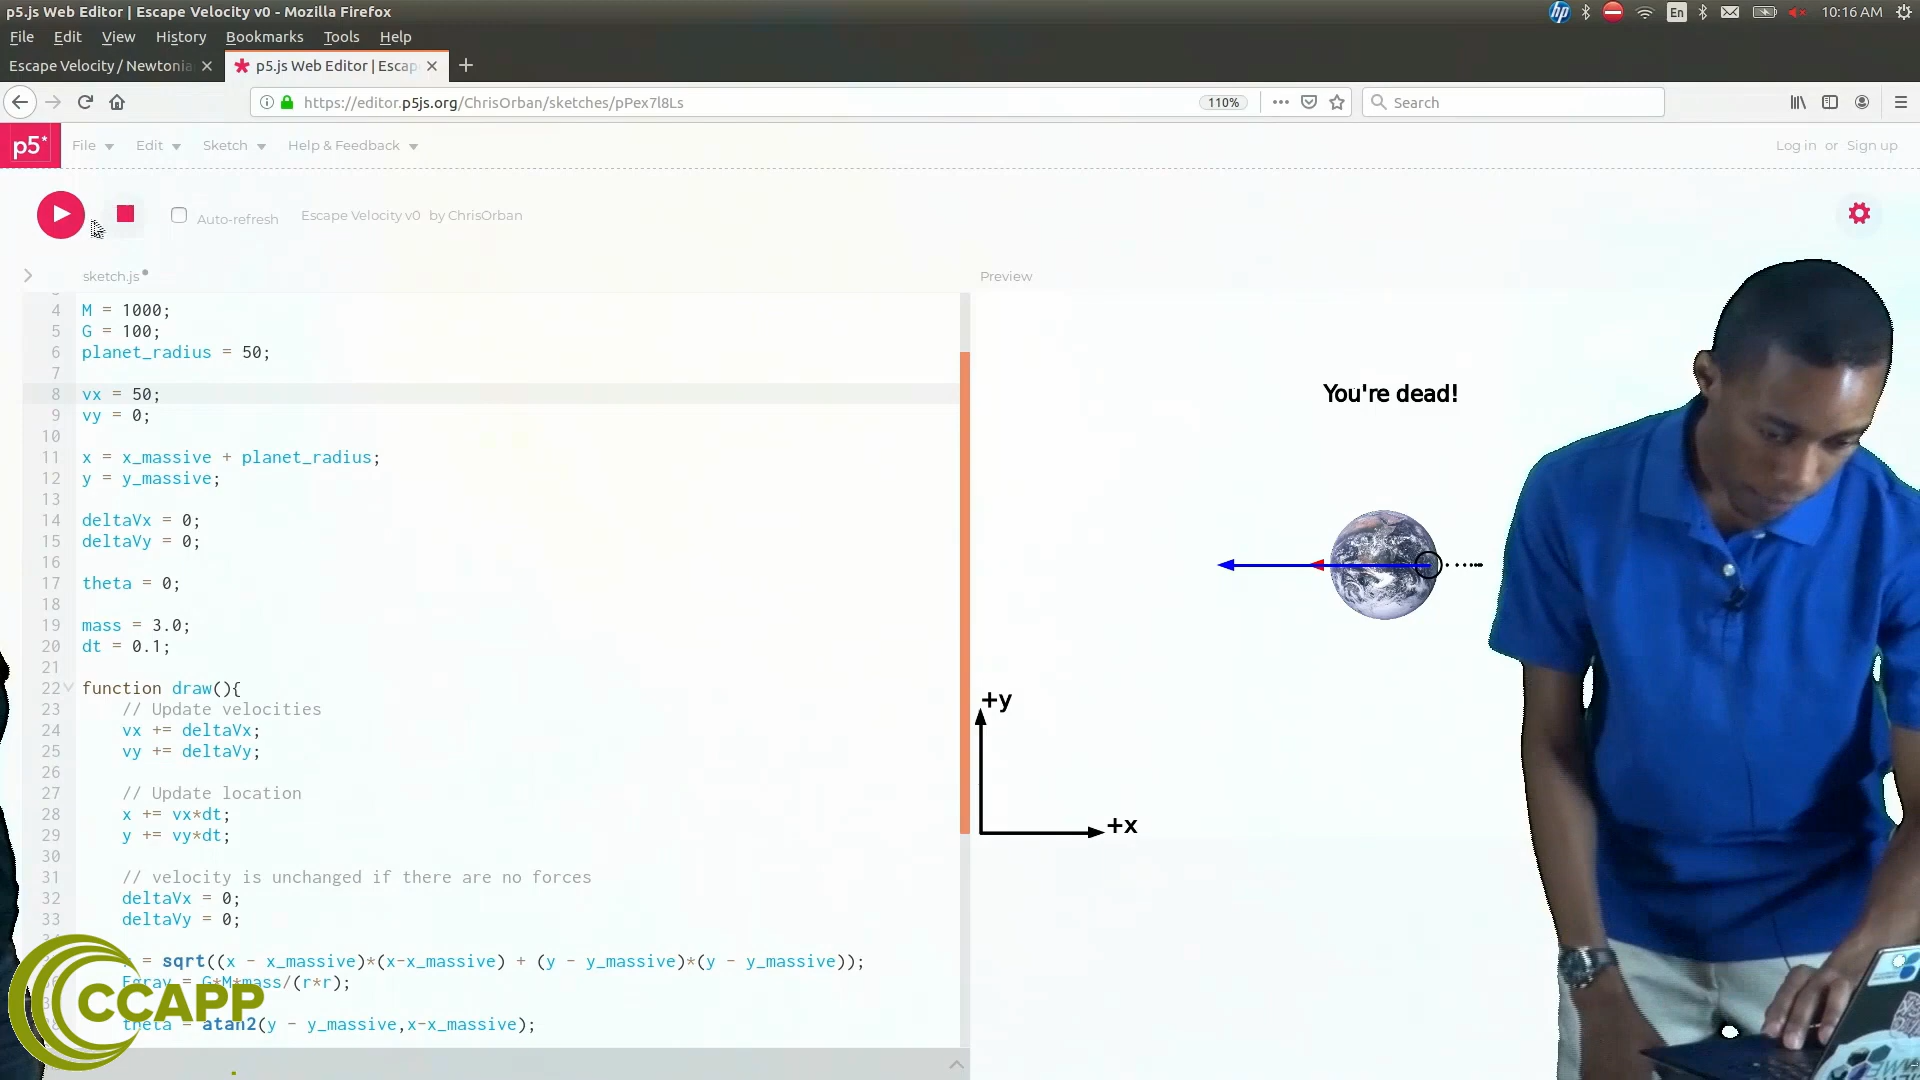 p5.js Web Editor | Escape Velocity v0 - Mozilla Firefox
En
10:16 AM
File Edit View History Bookmarks Tools Help
Escape Velocity / Newtonia
p5.js Web Editor | Escap
https://editor.p5js.org/ChrisOrban/sketches/pPex7l8Ls
110%
Search
p5*
File
Edit
Sketch
Help & Feedback
Log in or Sign up
Auto-refresh
Escape Velocity v0 by ChrisOrban
sketch.js
Preview
4 M = 1000;
5 G = 100;
6 planet_radius = 50;
7
8 vx = 50;
9 vy = 0;
10
11 x = x_massive + planet_radius;
12 y = y_massive;
13
14 deltaVx = 0;
15 deltaVy = 0;
16
17 theta = 0;
18
19 mass = 3.0;
20 dt = 0.1;
21
22 function draw(){
23 // Update velocities
24 vx += deltaVx;
25 vy += deltaVy;
26
27 // Update location
28 x += vx*dt;
29 y += vy*dt;
30
31 // velocity is unchanged if there are no forces
32 deltaVx = 0;
33 deltaVy = 0;
= sqrt((x - x_massive)*(x-x_massive) + (y - y_massive)*(y - y_massive));
Fgrav = G*M*mass/(r*r);
theta = atan2(y - y_massive,x-x_massive);
You're dead!
+y
+x
CCAPP
hp